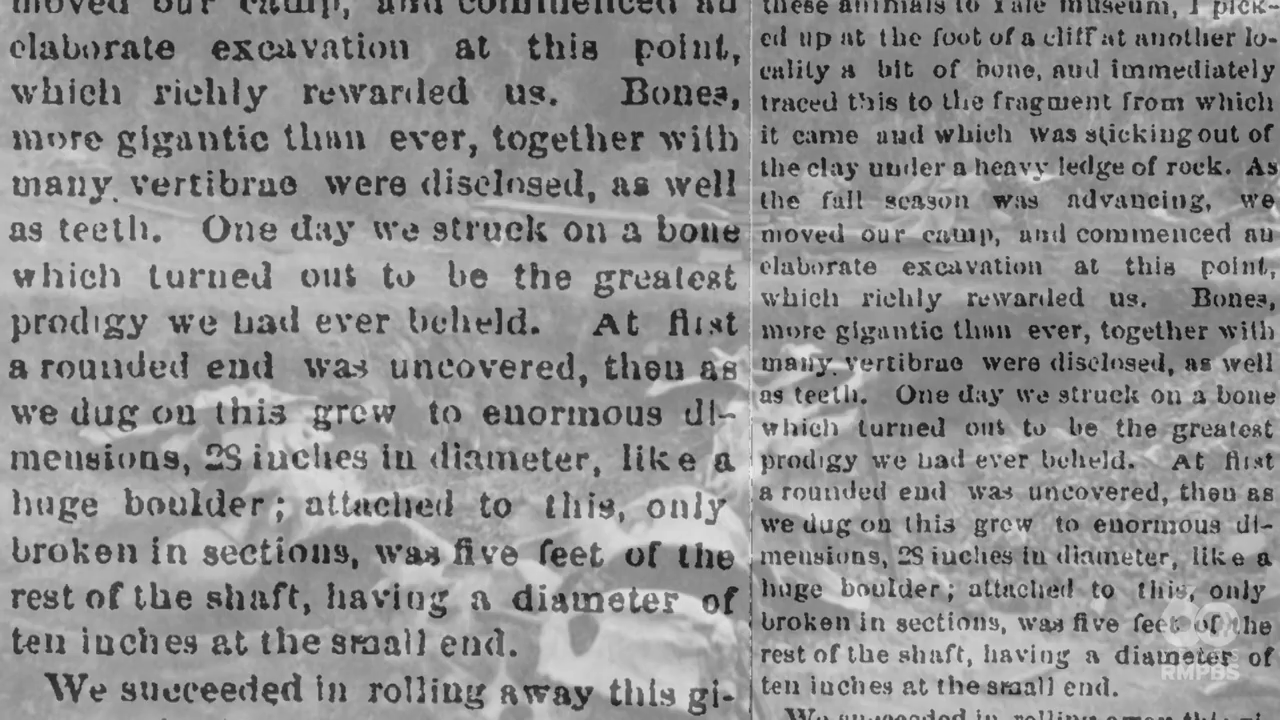 moved our camp, and commenced an
elaborate excavation at this point,
which richly rewarded us. Bones,
more gigantic than ever, together with
many vertibrae were disclosed, as well
as teeth. One day we struck on a bone
which turned out to be the greatest
prodigy we had ever beheld. At first
a rounded end was uncovered, then as
we dug on this grew to enormous di-
mensions, 28 inches in diameter, like a
huge boulder; attached to this, only
broken in sections, was five feet of the
rest of the shaft, having a diameter of
ten inches at the small end.
We succeeded in rolling away this gi-
these animals to Yale museum, I pick-
ed up at the foot of a cliff at another lo-
cality a bit of bone, and immediately
traced this to the fragment from which
it came and which was sticking out of
the clay under a heavy ledge of rock. As
the fall season was advancing, we
moved our camp, and commenced an
elaborate excavation at this point,
which richly rewarded us. Bones,
more gigantic than ever, together with
many vertibrae were disclosed, as well
as teeth. One day we struck on a bone
which turned out to be the greatest
prodigy we had ever beheld. At first
a rounded end was uncovered, then as
we dug on this grew to enormous di-
mensions, 28 inches in diameter, like a
huge boulder; attached to this, only
broken in sections, was five feet of the
rest of the shaft, having a diameter of
ten inches at the small end.
We succeeded in rolling away this gi-
RMPBS